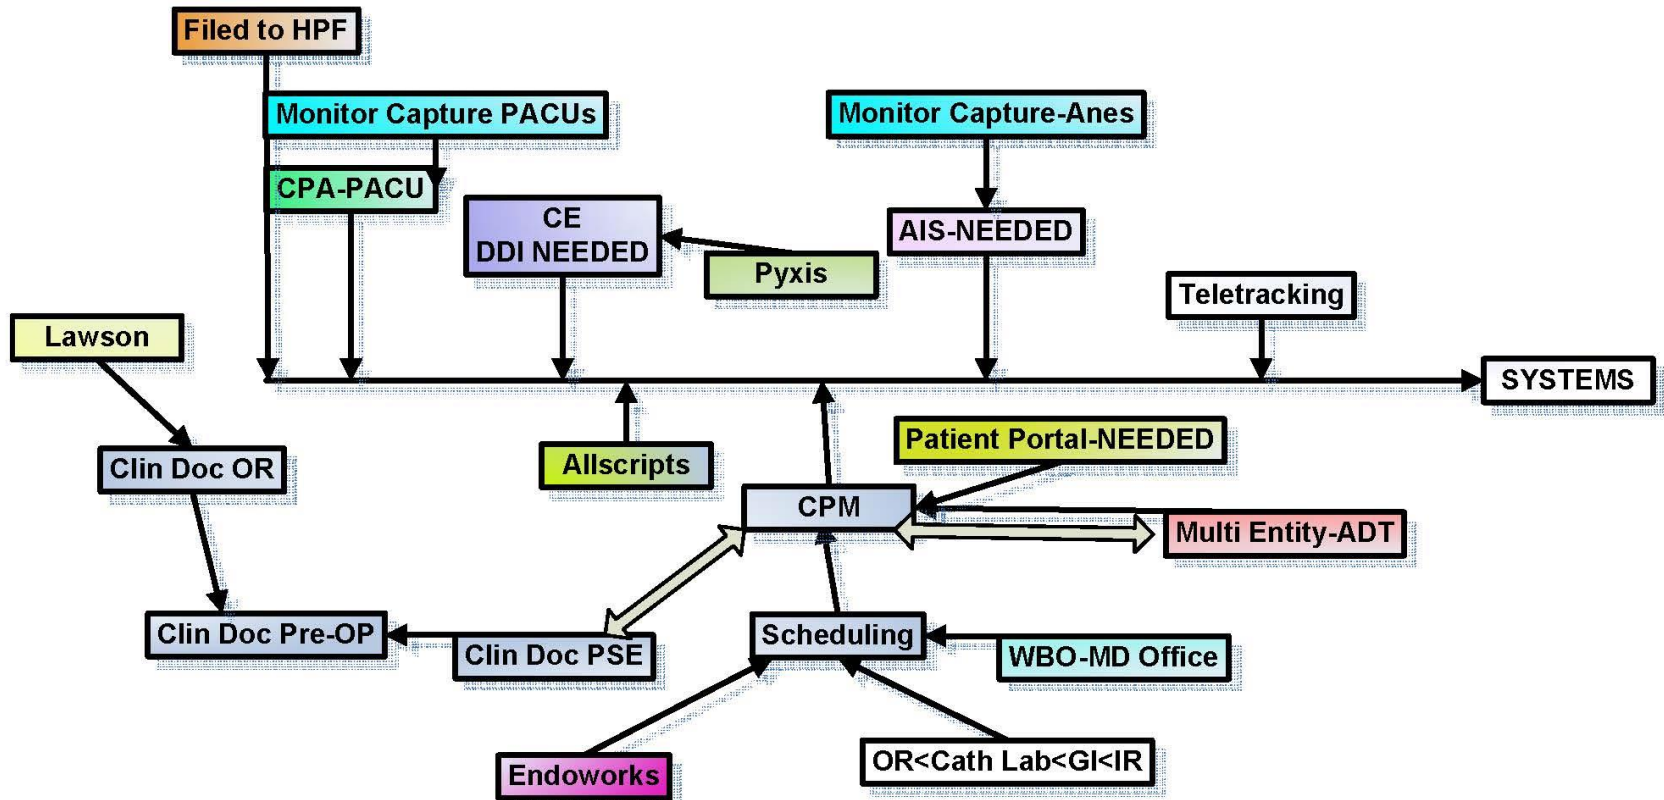 Filed to HPF
Monitor Capture PACUs
Monitor Capture-Anes
CPA-PACU
CE
DDI NEEDED
AIS-NEEDED
Pyxis
Teletracking
Lawson
SYSTEMS
Patient Portal-NEEDED
Clin Doc OR
Allscripts
CPM
Multi Entity-ADT
Clin Doc Pre-OP
Clin Doc PSE
Scheduling
WBO-MD Office
Endoworks
OR<Cath Lab<GI<IR